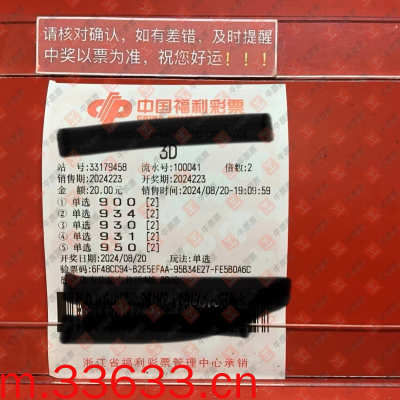 请核对确认，如有差错，及时提醒
中奖以票为准，祝您好运！！！
中国福利彩票
3D
站 号:33179458 流水号:100041 倍数:2
销售期:2024223 开奖期:2024223
金 额:20.00元 销售时间:2024/08/20-19:09:59
① 单选 900 [2]
② 单选 934 [2]
③ 单选 930 [2]
④ 单选 931 [2]
⑤ 单选 950 [2]
开奖日期:2024/08/20 玩法:单选
验票码:6F48CC94-B2E5EFAA-95B34E27-FE5B0A6C
浙江省福利彩票管理中心承销
m.33633.cn